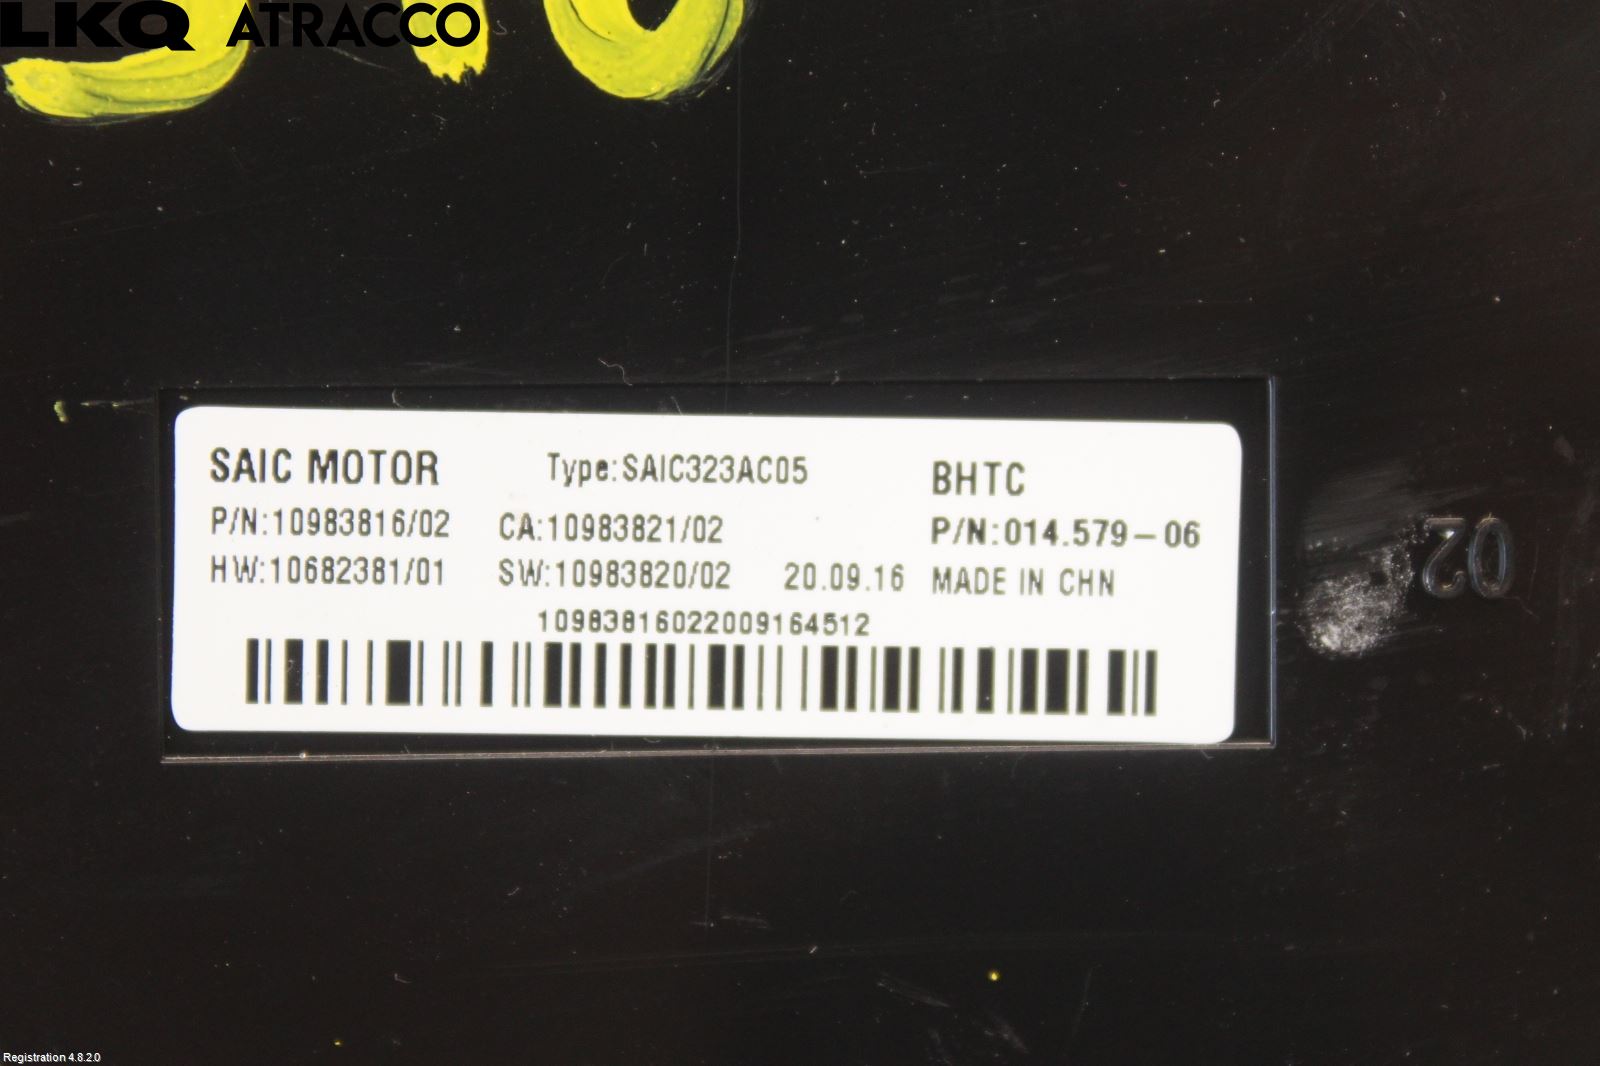 LKQ ATRACCO
SAIC MOTOR Type:SAIC323AC05 BHTC
P/N:10983816/02 CA:10983821/02 P/N:014.579-06
HW:10682381/01 SW:10983820/02 20.09.16 MADE IN CHN
10983816022009164512
02
Registration 4.8.2.0